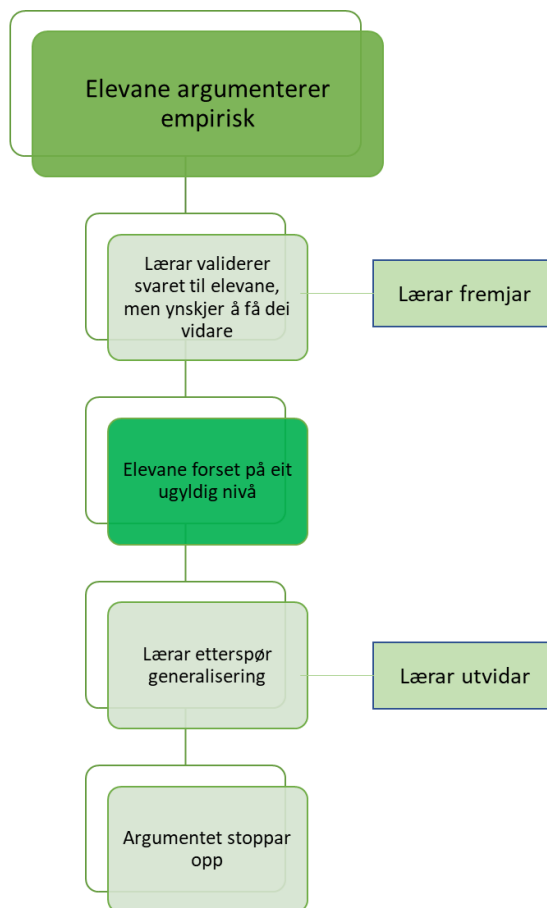 Elevane argumenterer
empirisk
Lærar validerer
svaret til elevane,
men ynskjer å få dei
vidare
Lærar fremjar
Elevane forset på eit
ugyldig nivå
Lærar etterspør
generalisering
Lærar utvidar
Argumentet stoppar
opp